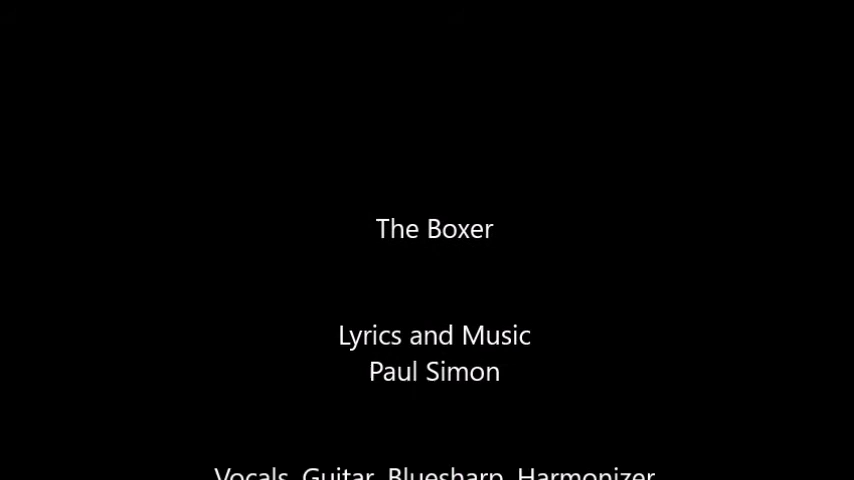 The Boxer
Lyrics and Music
Paul Simon
Vocals, Guitar, Bluesharp, Harmonizer